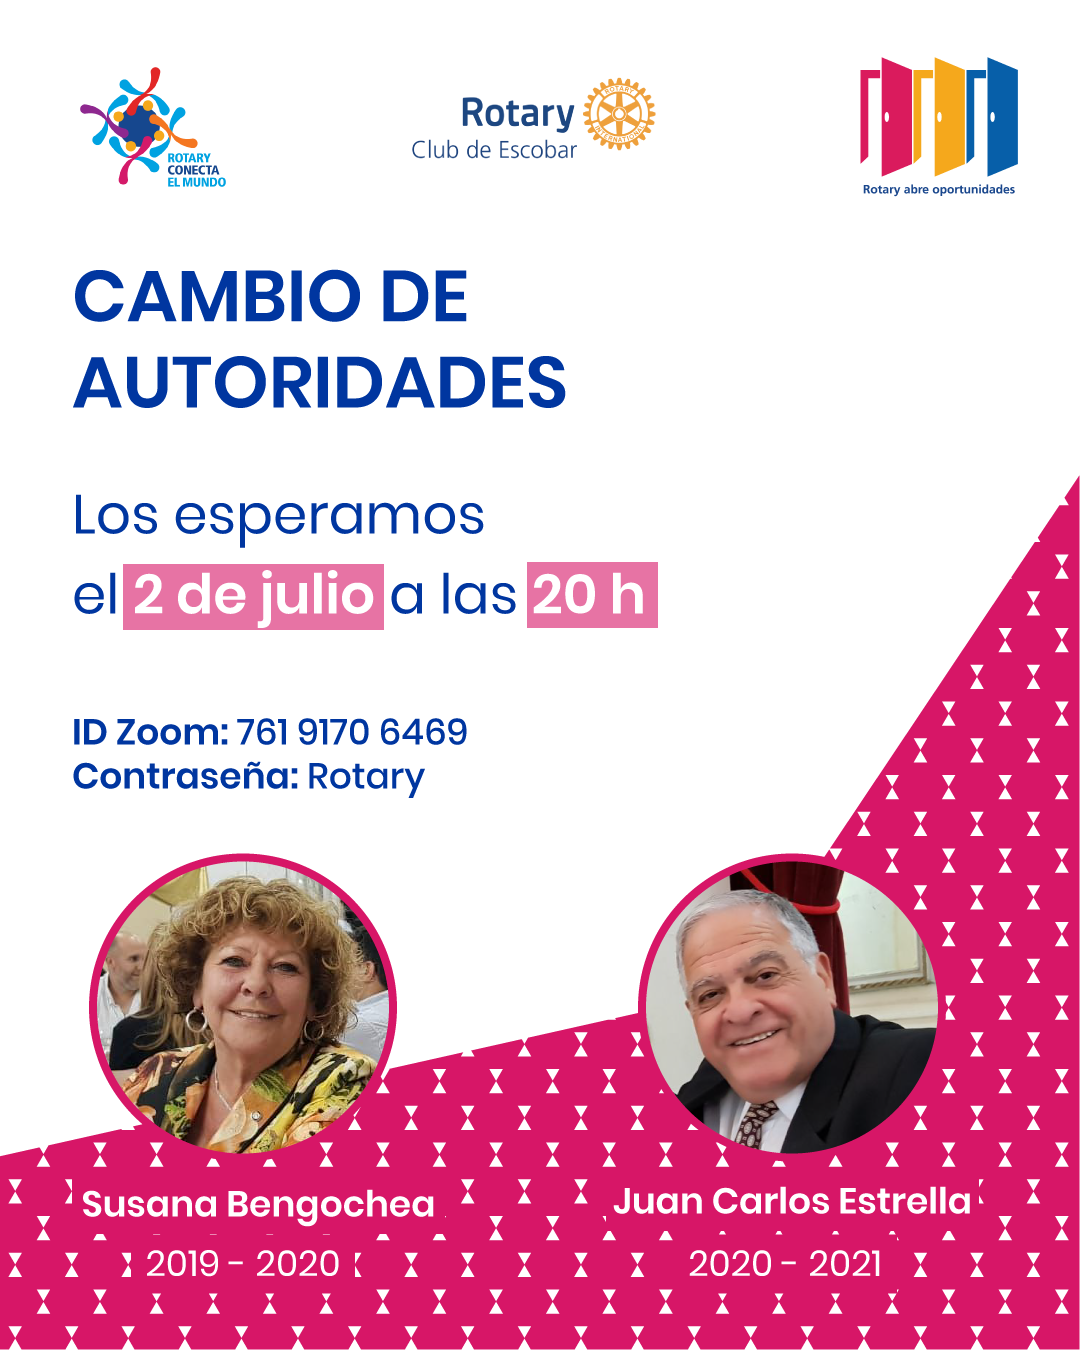 ROTARY
CONECTA
EL MUNDO
Rotary
Club de Escobar
ROTARY
INTERNATIONAL
Rotary abre oportunidades
CAMBIO DE
AUTORIDADES
Los esperamos
el 2 de julio a las 20 h
ID Zoom: 761 9170 6469
Contraseña: Rotary
Susana Bengochea
2019 - 2020
Juan Carlos Estrella
2020 - 2021